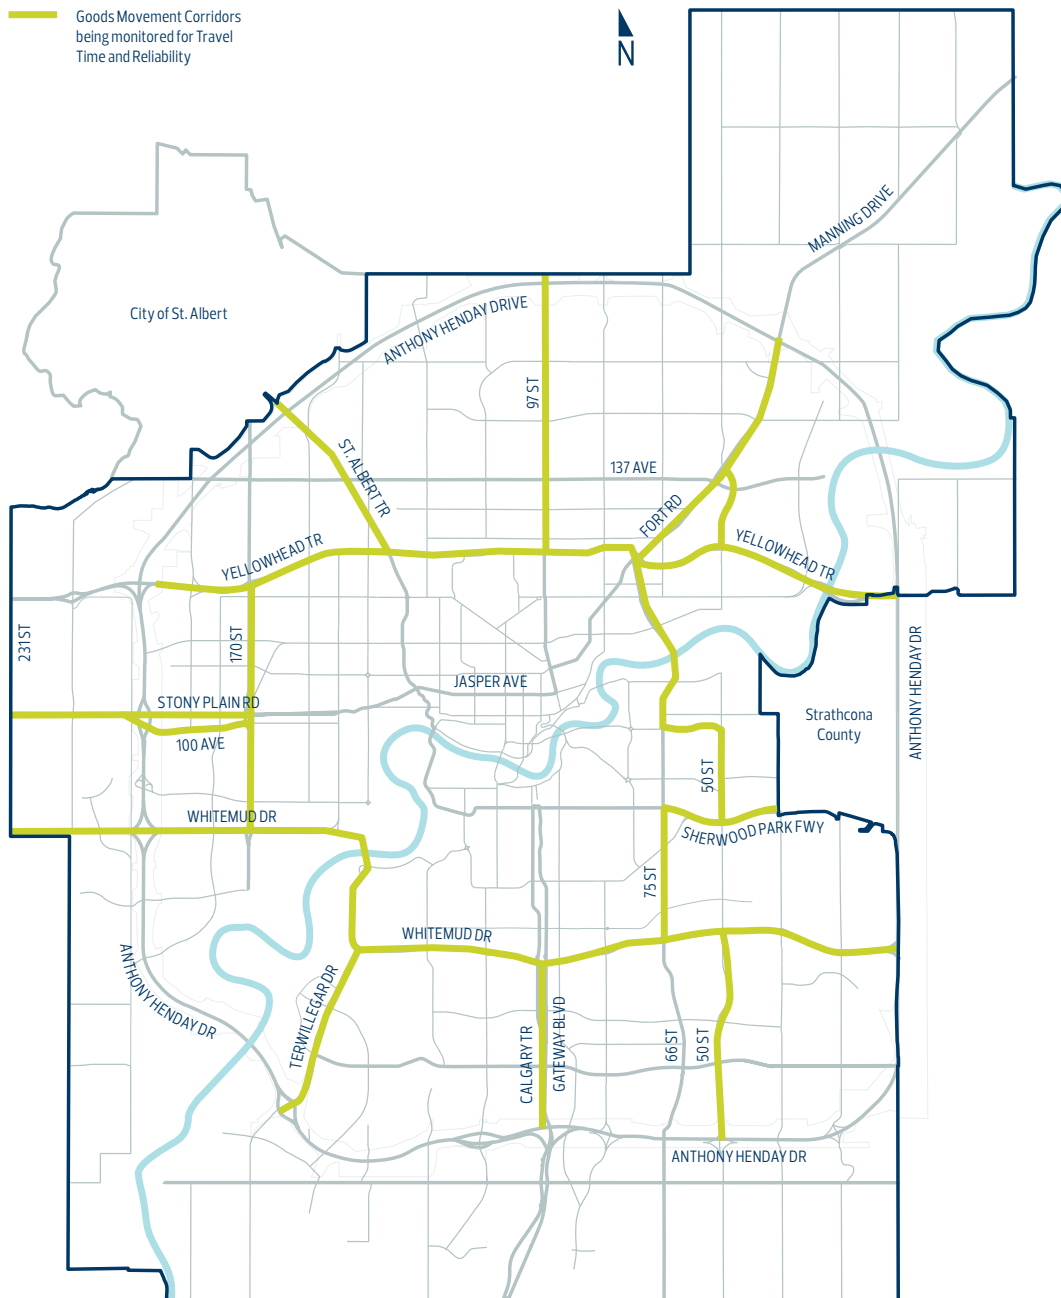 Goods Movement Corridors
being monitored for Travel
Time and Reliability
N
MANNING DRIVE
City of St. Albert
ANTHONY HENDAY DRIVE
97 ST
ST. ALBERT TR
137 AVE
FORT RD
YELLOWHEAD TR
YELLOWHEAD TR
231 ST
170 ST
ANTHONY HENDAY DR
JASPER AVE
STONY PLAIN RD
100 AVE
Strathcona
County
50 ST
WHITEMUD DR
SHERWOOD PARK FWY
75 ST
WHITEMUD DR
ANTHONY HENDAY DR
TERWILLEGAR DR
CALGARY TR
GATEWAY BLVD
66 ST
50 ST
ANTHONY HENDAY DR